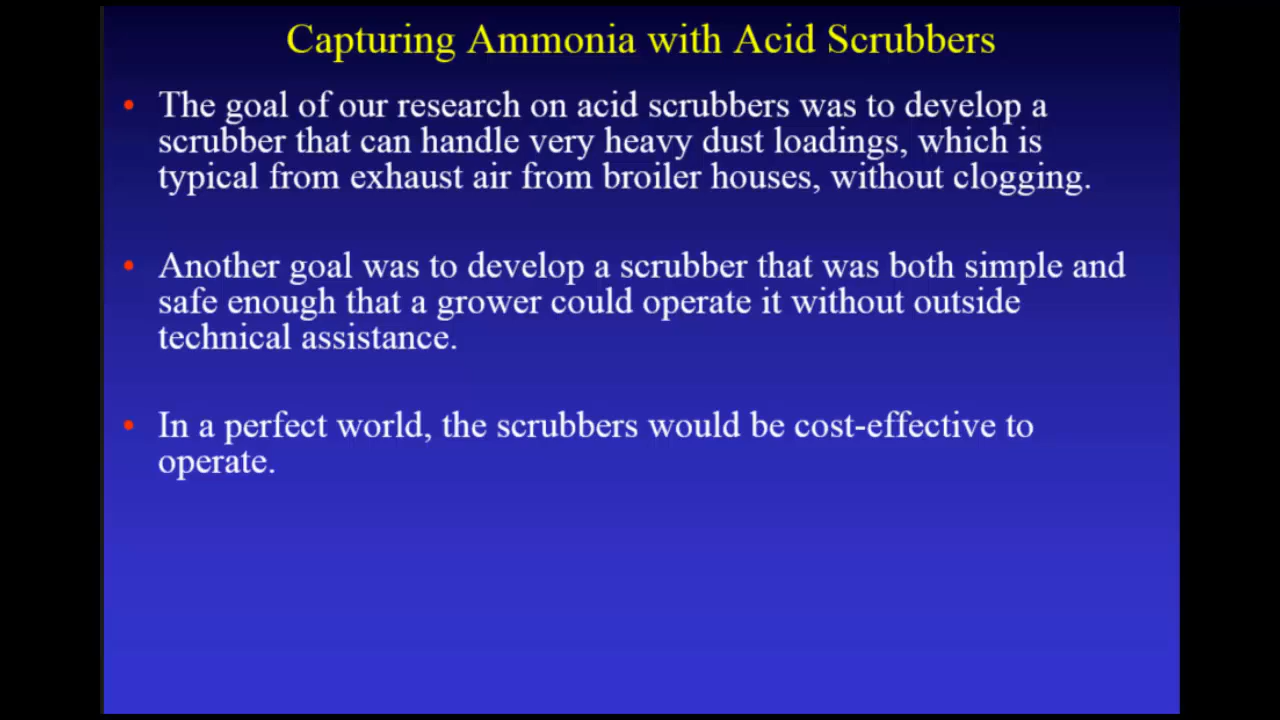 Capturing Ammonia with Acid Scrubbers
• The goal of our research on acid scrubbers was to develop a
scrubber that can handle very heavy dust loadings, which is
typical from exhaust air from broiler houses, without clogging.
• Another goal was to develop a scrubber that was both simple and
safe enough that a grower could operate it without outside
technical assistance.
• In a perfect world, the scrubbers would be cost-effective to
operate.